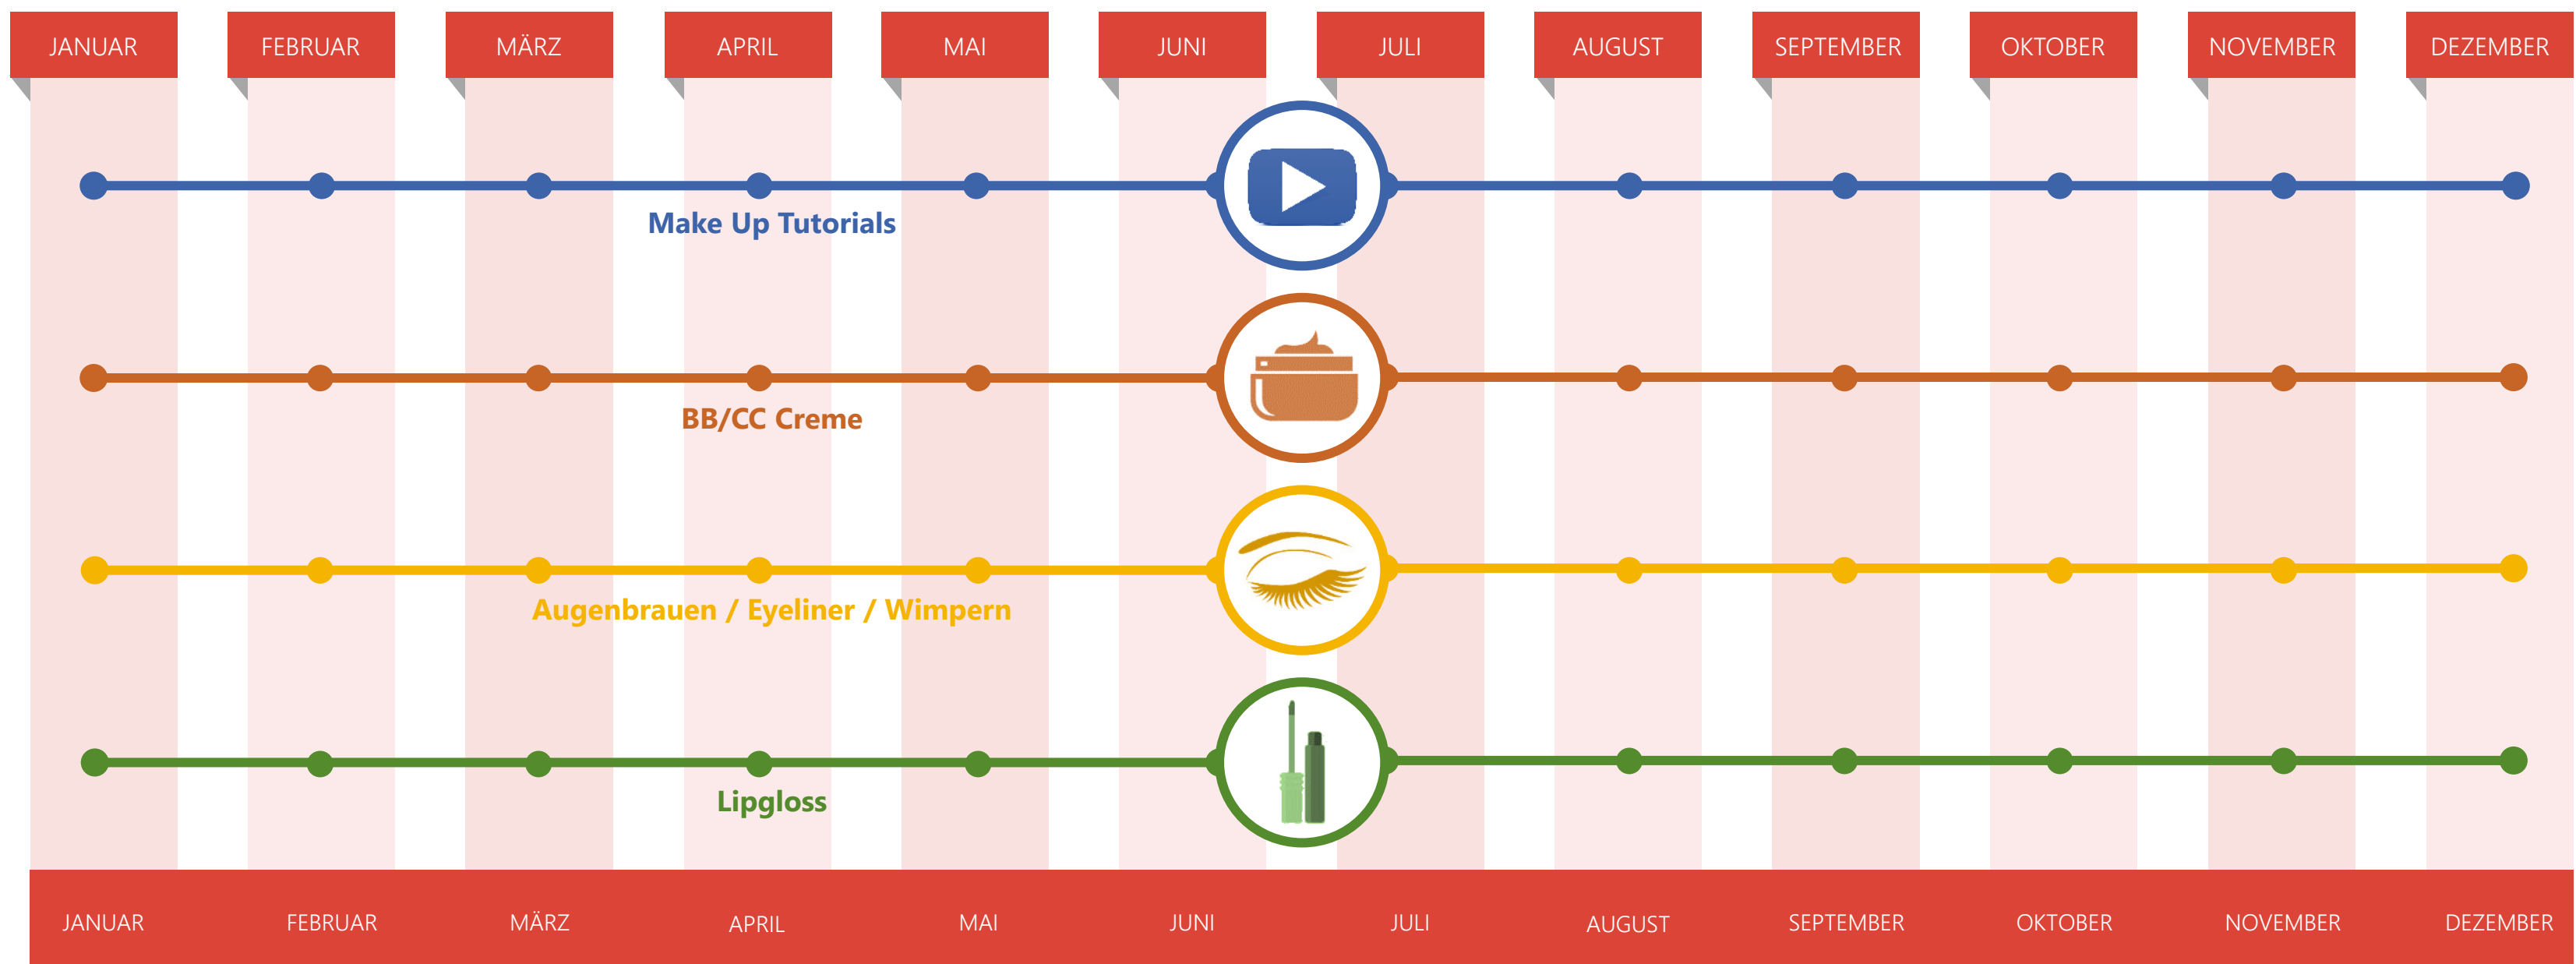 JANUAR FEBRUAR MÄRZ APRIL MAI JUNI JULI AUGUST SEPTEMBER OKTOBER NOVEMBER DEZEMBER
Make Up Tutorials
BB/CC Creme
Augenbrauen / Eyeliner / Wimpern
Lipgloss
JANUAR FEBRUAR MÄRZ APRIL MAI JUNI JULI AUGUST SEPTEMBER OKTOBER NOVEMBER DEZEMBER